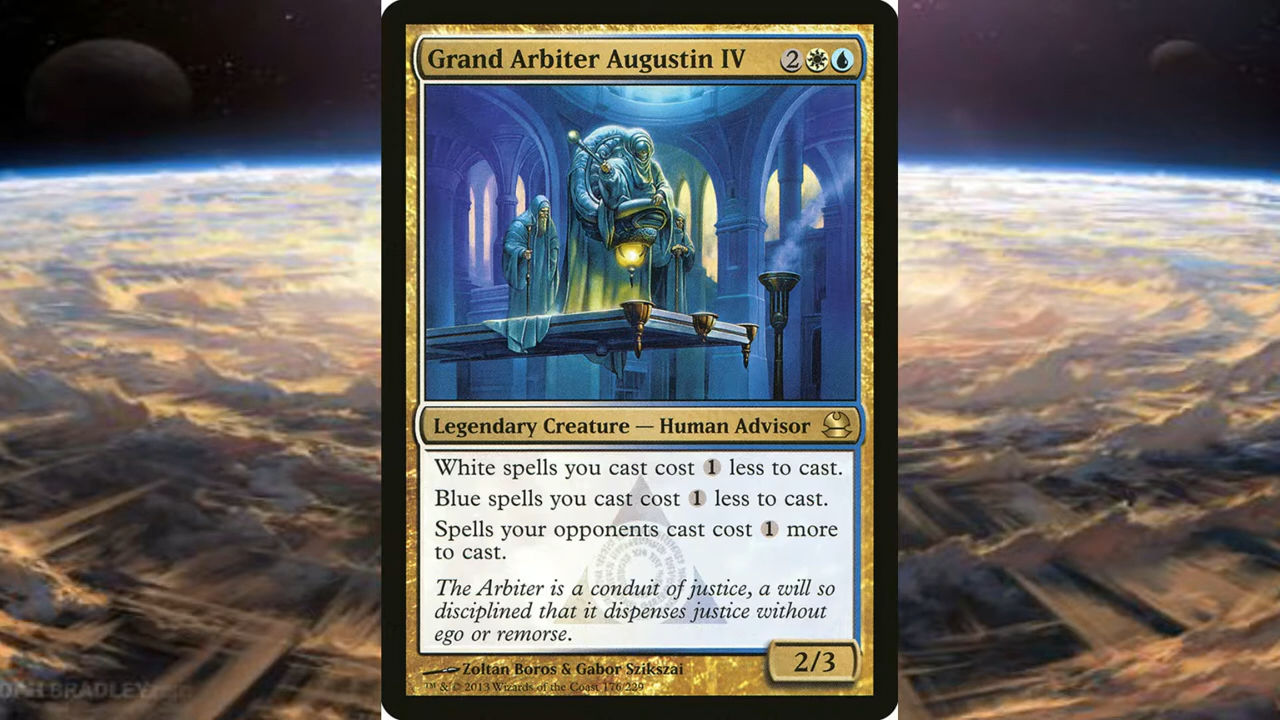 Grand Arbiter Augustin IV 2
Legendary Creature — Human Advisor
White spells you cast cost 1 less to cast.
Blue spells you cast cost 1 less to cast.
Spells your opponents cast cost 1 more
to cast.
The Arbiter is a conduit of justice, a will so
disciplined that it dispenses justice without
ego or remorse.
2/3
Zoltan Boros & Gabor Szikszai
™ & © 2013 Wizards of the Coast 176/229